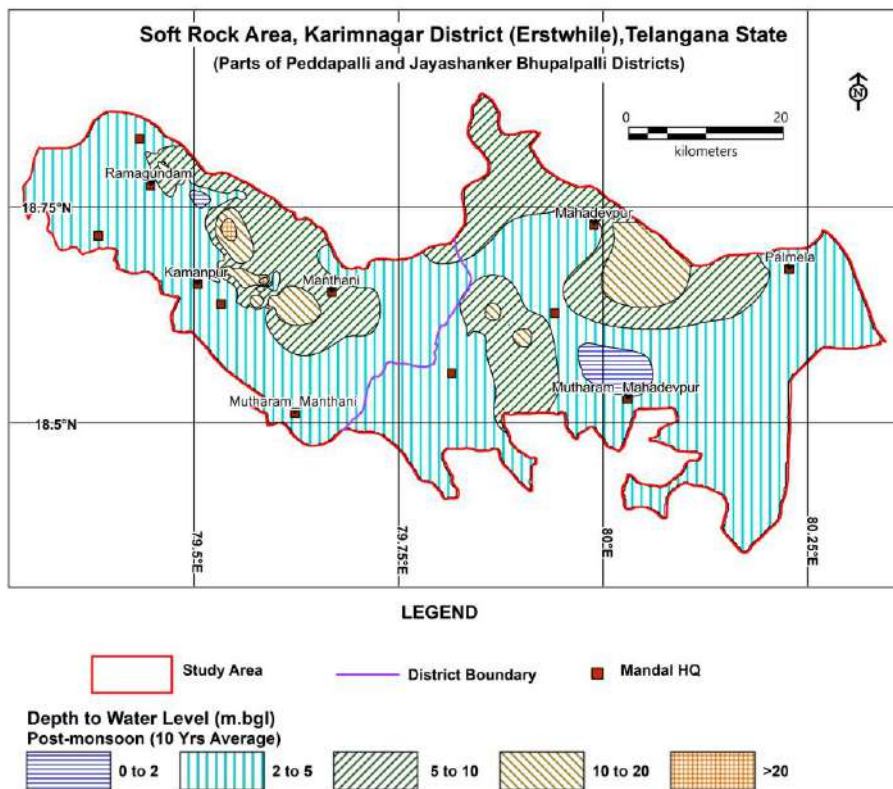 Soft Rock Area, Karimnagar District (Erstwhile),Telangana State
(Parts of Peddapalli and Jayashanker Bhupalpalli Districts)
N
0 20
kilometers
Ramagundam
18.75°N
Mahadevpur
Palmela
Kamanpur
Manthani
Mutharam_Manthani
Mutharam_Mahadevpur
18.5°N
79.5°E
79.75°E
80°E
80.25°E
LEGEND
Study Area
District Boundary
Mandal HQ
Depth to Water Level (m.bgl)
Post-monsoon (10 Yrs Average)
0 to 2
2 to 5
5 to 10
10 to 20
>20